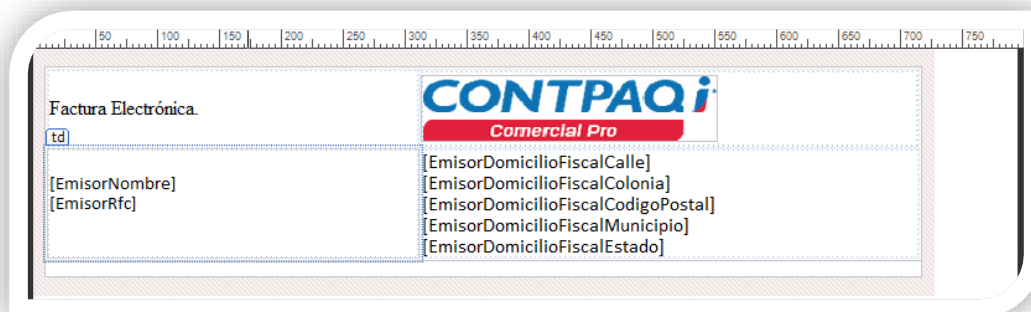 50 100 150 200 250 300 350 400 450 500 550 600 650 700 750
Factura Electrónica.
CONTPAQi
Comercial Pro
td
[EmisorNombre]
[EmisorRfc]
[EmisorDomicilioFiscalCalle]
[EmisorDomicilioFiscalColonia]
[EmisorDomicilioFiscalCodigoPostal]
[EmisorDomicilioFiscalMunicipio]
[EmisorDomicilioFiscalEstado]